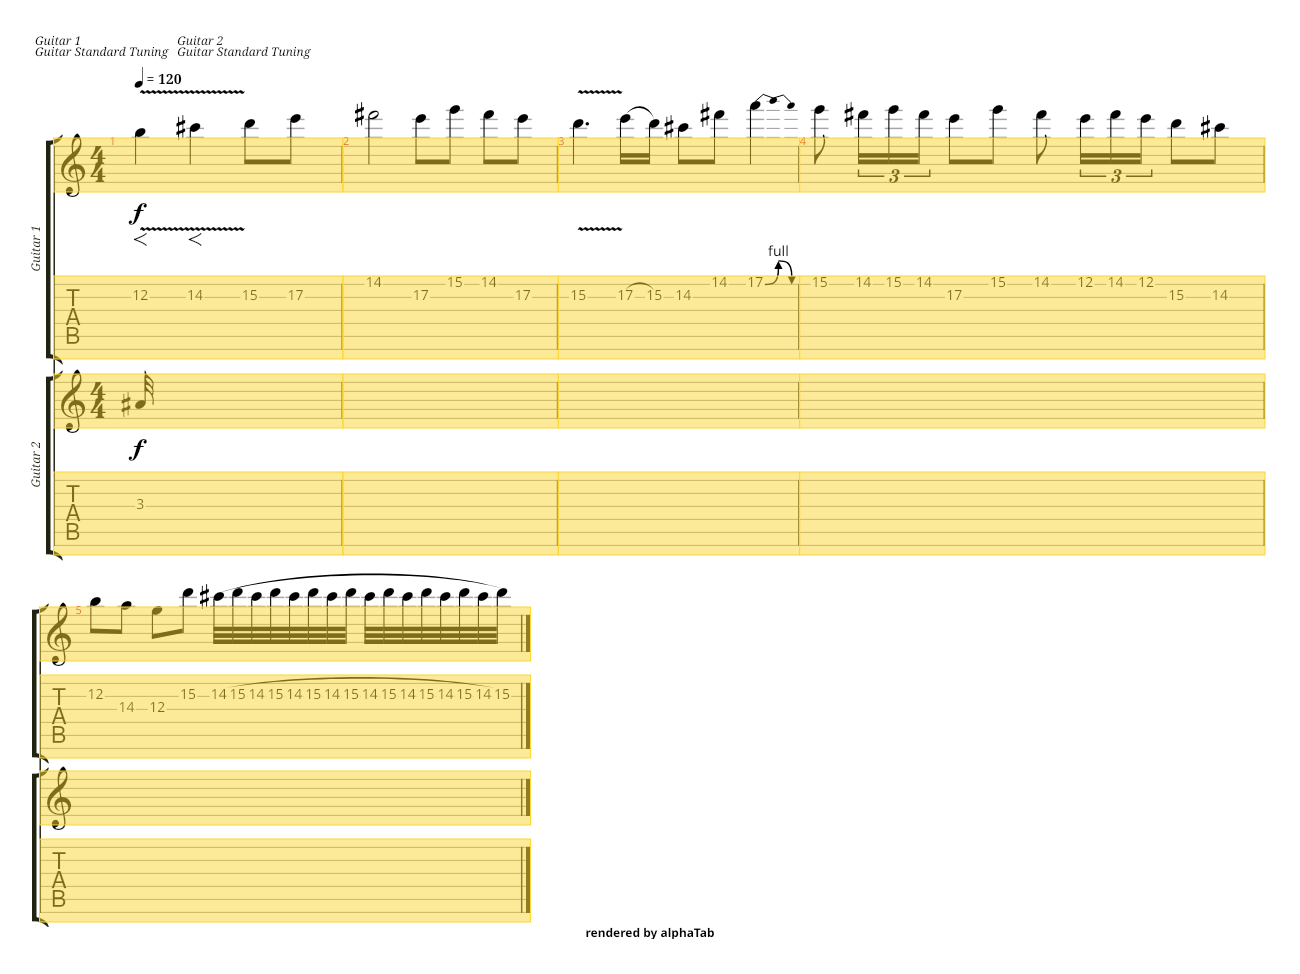 Guitar 1 Guitar 2
Guitar Standard Tuning Guitar Standard Tuning
= 120
1 2 3 4
4
4
3 3
f
Guitar 1
full
14 15 14 14 17 15 14 15 14 15 14 12 14 12
12 14 15 17 17 17 15 17 15 14 17 15 14
T
A
B
4
4
f
Guitar 2
T
3
A
B
5
12 15 14 15 14 15 14 15 14 15 14 15 14 15 14 15 14 15
T
14 12
A
B
T
A
B
rendered by alphaTab